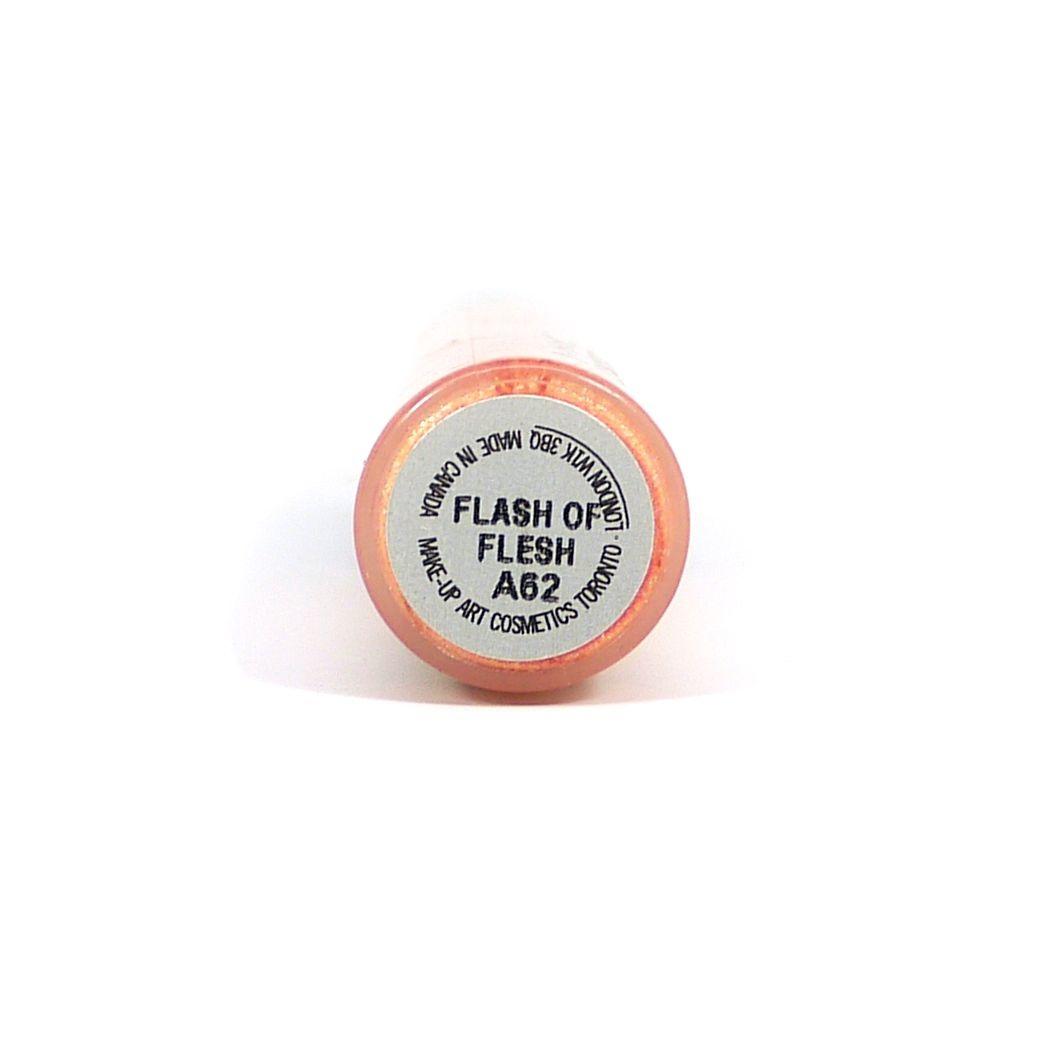 FLASH OF
FLESH
A62
MAKE-UP ART COSMETICS TORONTO · LONDON W1K 3BQ MADE IN CANADA